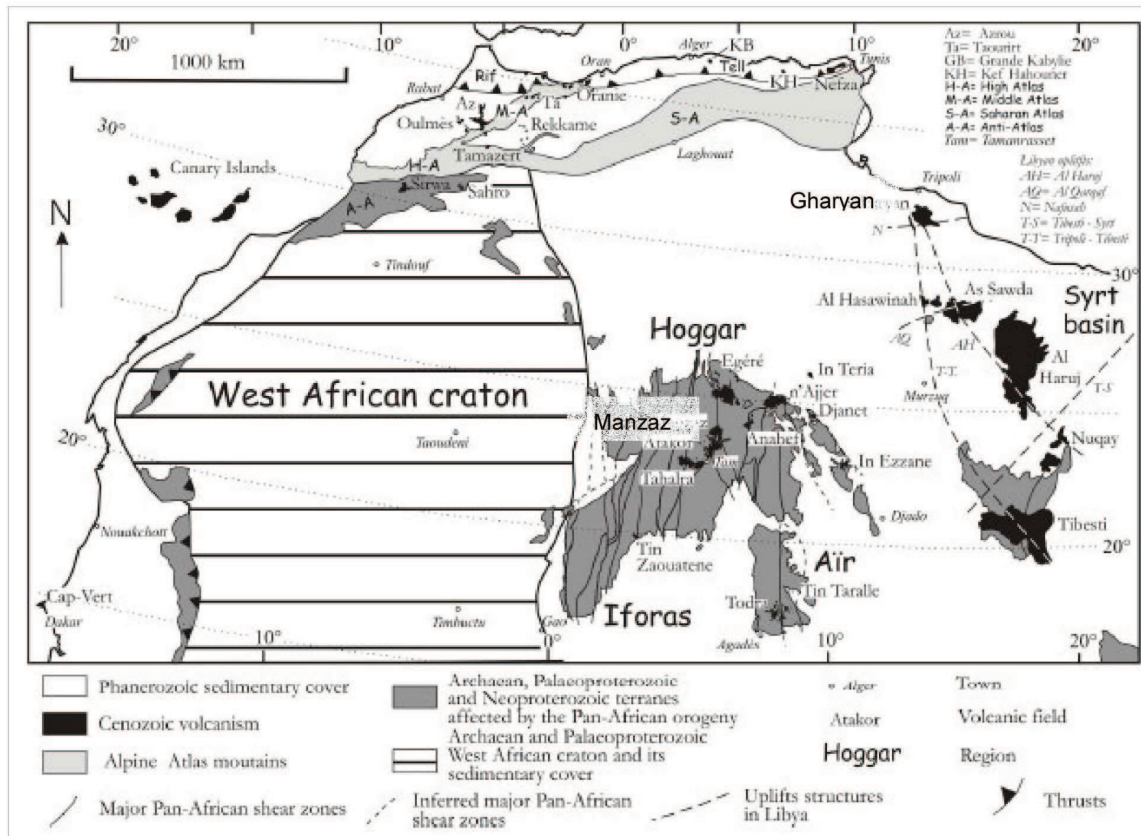 20° 10° 0° 10° 20°
1000 km
Alger KB
Oran
Tell
Tunis
Rif
Rabat
Az
M-A
Ta
Oranie
KH
Nefza
Oulmès
Rekkame
S-A
Az= Azrou
Ta= Taourirt
GB= Grande Kabylie
KH= Kef Hahouner
H-A= High Atlas
M-A= Middle Atlas
S-A= Saharan Atlas
A-A= Anti-Atlas
Tam= Tamanrasset
30°
Canary Islands
H-A
Tamazert
Laghouat
Sirwa
Sahro
A-A
Tripoli
Libyan uplifts:
AH= Al Haruj
AQ= Al Qarqaf
N= Nafusah
T-S= Tibesti - Syrt
T-T= Tripoli - Tibesti
Gharyan
N
N
Tindouf
30°
Al Hasawinah
As Sawda
Syrt
basin
Hoggar
AQ
AH
Egéré
In Teria
T-T
Al
Haruj
T-S
West African craton
n'Ajjer
Djanet
Murzuq
Manzaz
20°
Taoudeni
Atakor
Anahef
Nuqay
Tahalra
Tam
In Ezzane
Nouakchott
Djado
Tibesti
20°
Tin
Zaouatene
Aïr
Cap-Vert
Tin Taralle
Dakar
Timbuctu
Gao
Iforas
Todra
Agadès
10° 0° 10° 20°
Phanerozoic sedimentary cover
Cenozoic volcanism
Alpine Atlas moutains
Major Pan-African shear zones
Archaean, Palaeoproterozoic
and Neoproterozoic terranes
affected by the Pan-African orogeny
Archaean and Palaeoproterozoic
West African craton and its
sedimentary cover
Inferred major Pan-African
shear zones
Uplifts structures
in Libya
Alger Town
Atakor Volcanic field
Hoggar Region
Thrusts